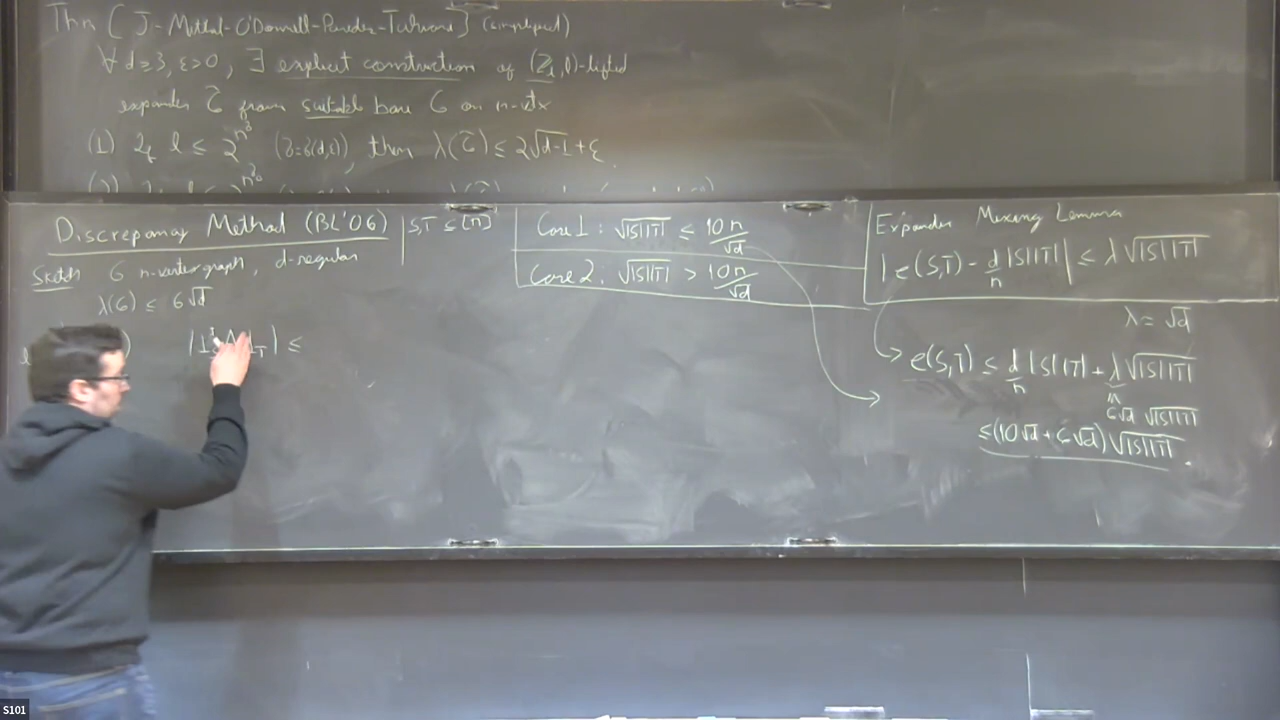 Thm [J-Mittal-O'Donnell-Paredes-Tulsiani] (simplified)
∀ d≥3, ε>0, ∃ explicit construction of (Z_ℓ, ℓ)-lifted
expander G̃ from suitable base G on n-vtx
(1) If ℓ ≤ 2^{n^δ} (δ=δ(d,ε)), then λ(G̃) ≤ 2√(d-1)+ε
Discrepancy Method (BL'06)
Sketch G n-vertex graph, d-regular
λ(G) ≤ 6√d
S,T ⊆ [n]
Case 1: √|S||T| ≤ 10n/√d
Case 2: √|S||T| > 10n/√d
Expander Mixing Lemma
|e(S,T) - d/n |S||T|| ≤ λ√|S||T|
λ ≈ √d
e(S,T) ≤ d/n |S||T| + λ√|S||T|
6√d √|S||T|
≤(10√d + 6√d)√|S||T|
S101